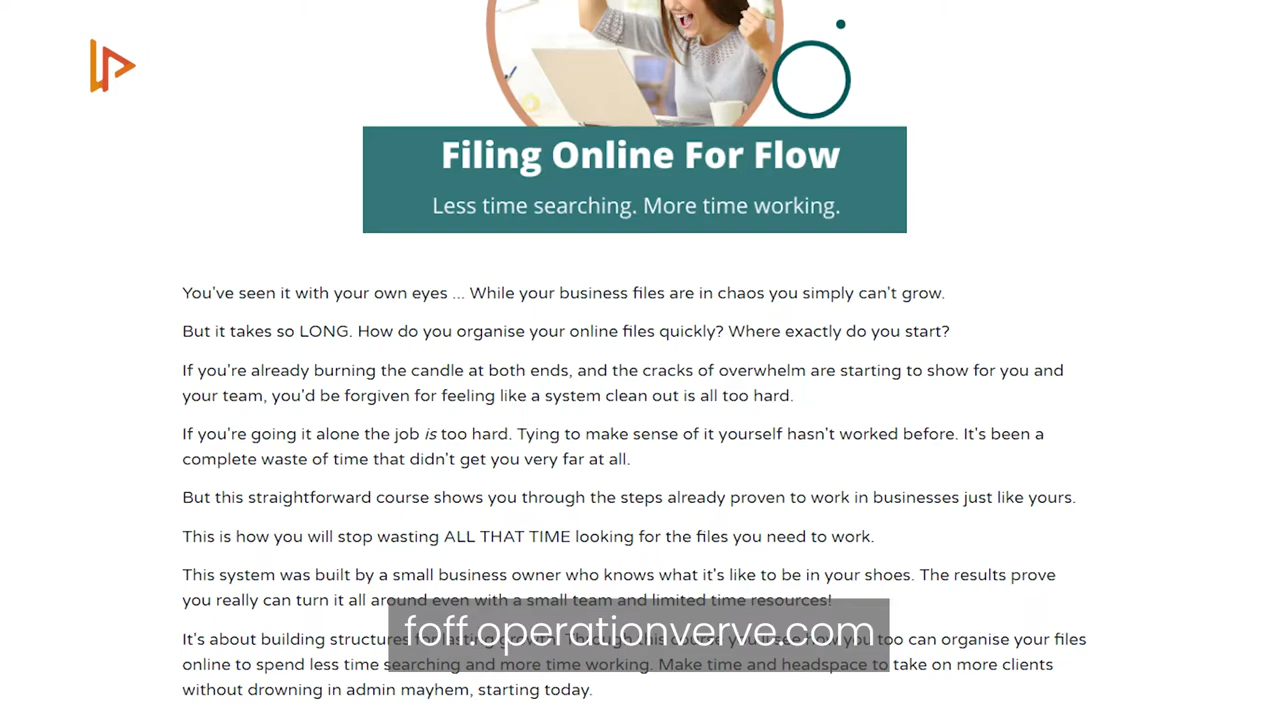 Filing Online For Flow
Less time searching. More time working.
You've seen it with your own eyes ... While your business files are in chaos you simply can't grow.
But it takes so LONG. How do you organise your online files quickly? Where exactly do you start?
If you're already burning the candle at both ends, and the cracks of overwhelm are starting to show for you and
your team, you'd be forgiven for feeling like a system clean out is all too hard.
If you're going it alone the job is too hard. Tying to make sense of it yourself hasn't worked before. It's been a
complete waste of time that didn't get you very far at all.
But this straightforward course shows you through the steps already proven to work in businesses just like yours.
This is how you will stop wasting ALL THAT TIME looking for the files you need to work.
This system was built by a small business owner who knows what it's like to be in your shoes. The results prove
you really can turn it all around even with a small team and limited time resources!
It's about building structures for lasting growth. Through this course you'll see how you too can organise your files
foff.operationverve.com
online to spend less time searching and more time working. Make time and headspace to take on more clients
without drowning in admin mayhem, starting today.